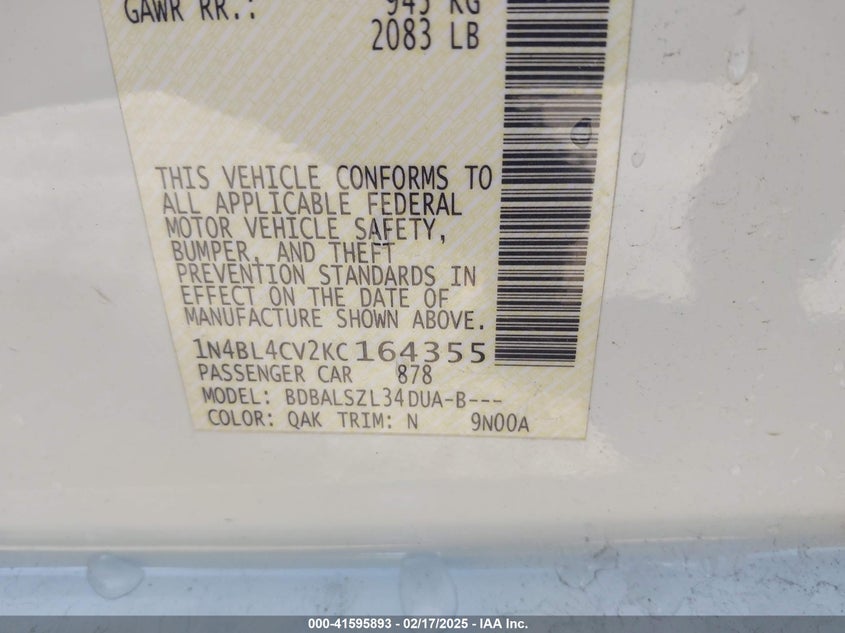 GAWR RR.: 945 KG
2083 LB
THIS VEHICLE CONFORMS TO
ALL APPLICABLE FEDERAL
MOTOR VEHICLE SAFETY,
BUMPER, AND THEFT
PREVENTION STANDARDS IN
EFFECT ON THE DATE OF
MANUFACTURE SHOWN ABOVE.
1N4BL4CV2KC164355
PASSENGER CAR 878
MODEL: BDBALSZL34DUA-B---
COLOR: QAK TRIM: N 9N00A
000-41595893 - 02/17/2025 - IAA Inc.